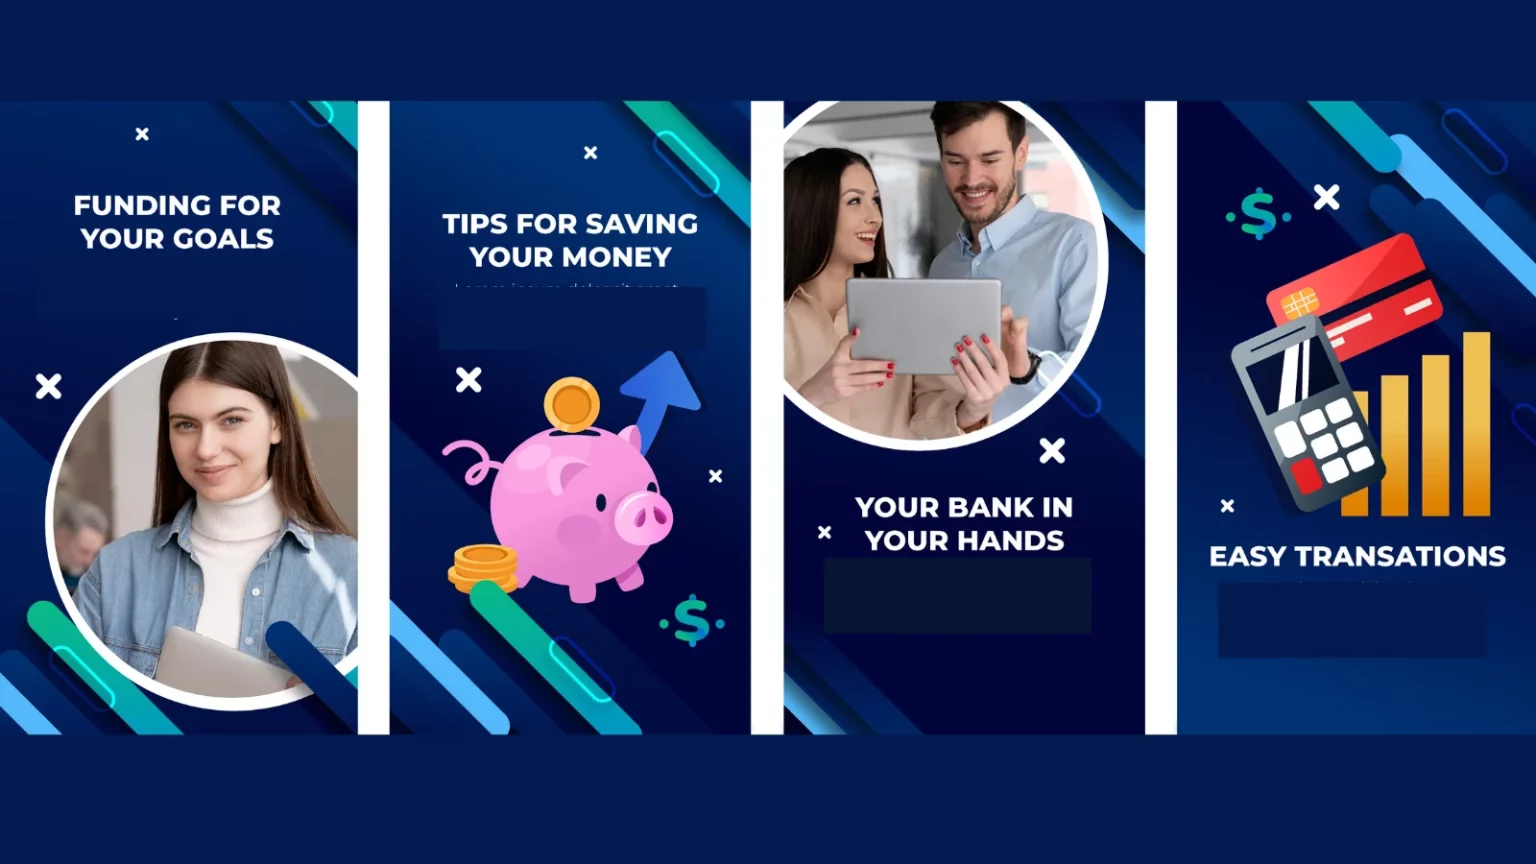 FUNDING FOR
YOUR GOALS
TIPS FOR SAVING
YOUR MONEY
YOUR BANK IN
YOUR HANDS
EASY TRANSATIONS